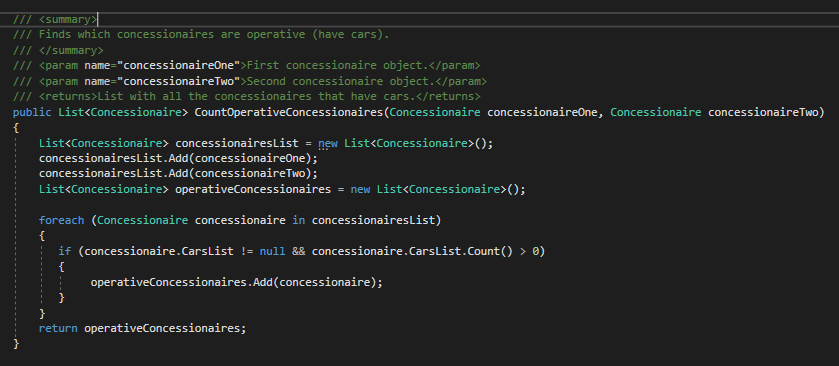 /// <summary>
/// Finds which concessionaires are operative (have cars).
/// </summary>
/// <param name="concessionaireOne">First concessionaire object.</param>
/// <param name="concessionaireTwo">Second concessionaire object.</param>
/// <returns>List with all the concessionaires that have cars.</returns>
public List<Concessionaire> CountOperativeConcessionaires(Concessionaire concessionaireOne, Concessionaire concessionaireTwo)
{
    List<Concessionaire> concessionairesList = new List<Concessionaire>();
    concessionairesList.Add(concessionaireOne);
    concessionairesList.Add(concessionaireTwo);
    List<Concessionaire> operativeConcessionaires = new List<Concessionaire>();

    foreach (Concessionaire concessionaire in concessionairesList)
    {
       if (concessionaire.CarsList != null && concessionaire.CarsList.Count() > 0)
       {
            operativeConcessionaires.Add(concessionaire);
       }
    }
    return operativeConcessionaires;
}